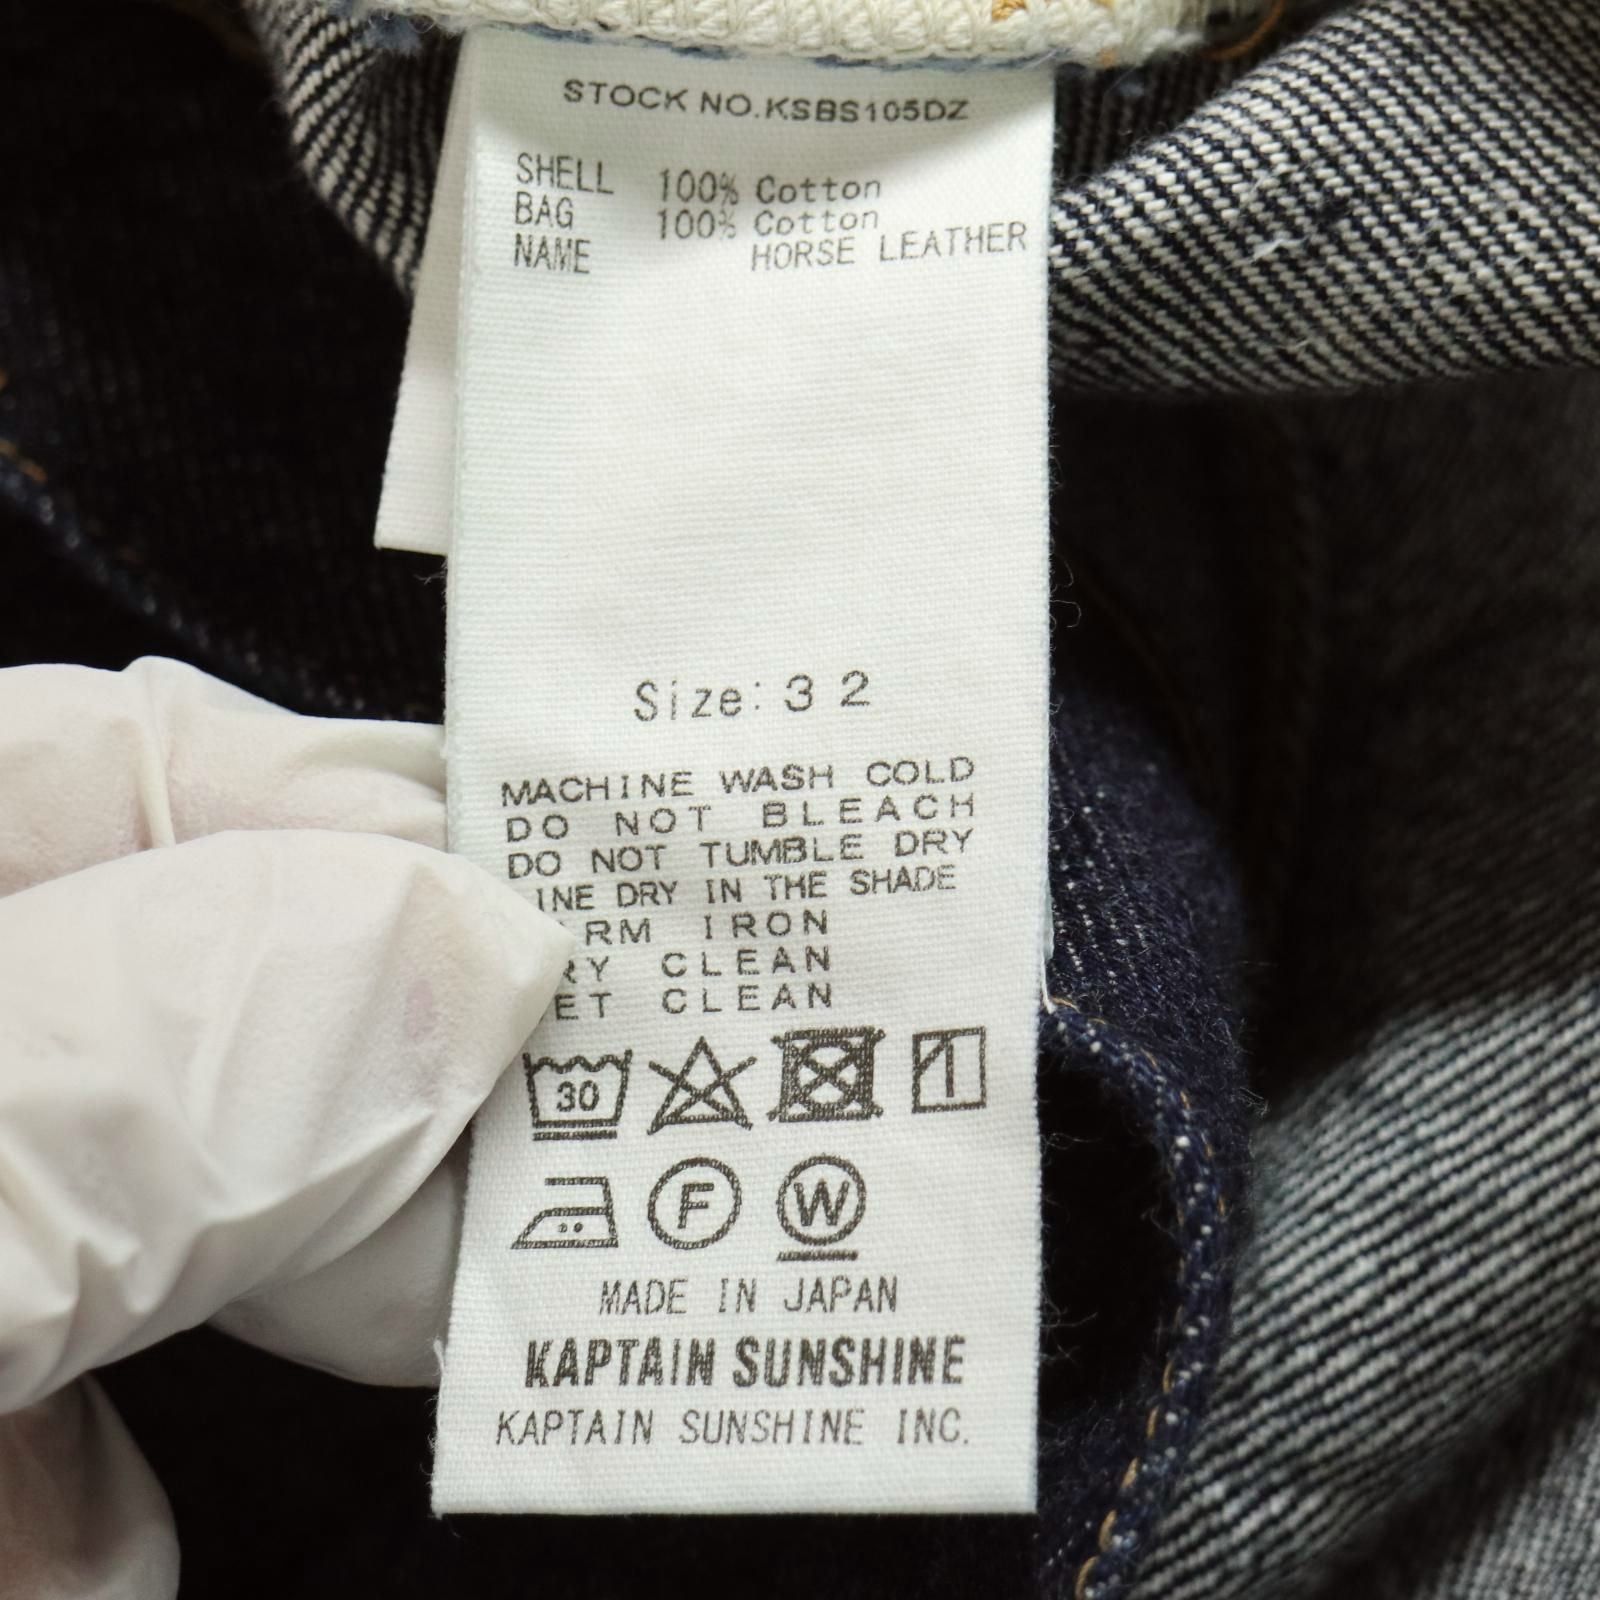 STOCK NO.KSBS105DZ
SHELL 100% Cotton
BAG 100% Cotton
NAME HORSE LEATHER
Size: 32
MACHINE WASH COLD
DO NOT BLEACH
DO NOT TUMBLE DRY
INE DRY IN THE SHADE
RM IRON
RY CLEAN
ET CLEAN
30
F W
MADE IN JAPAN
KAPTAIN SUNSHINE
KAPTAIN SUNSHINE INC.